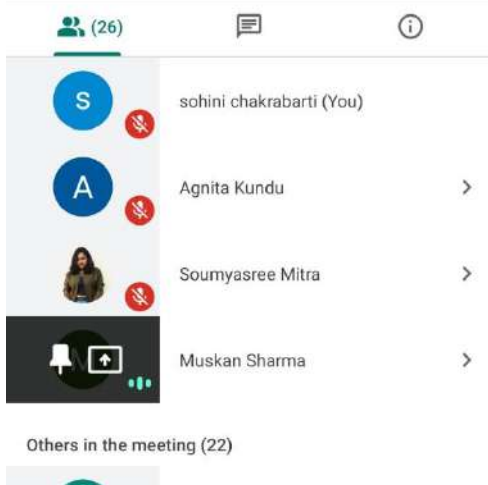 (26)
S
sohini chakrabarti (You)
A
Agnita Kundu
Soumyasree Mitra
M
Muskan Sharma
Others in the meeting (22)